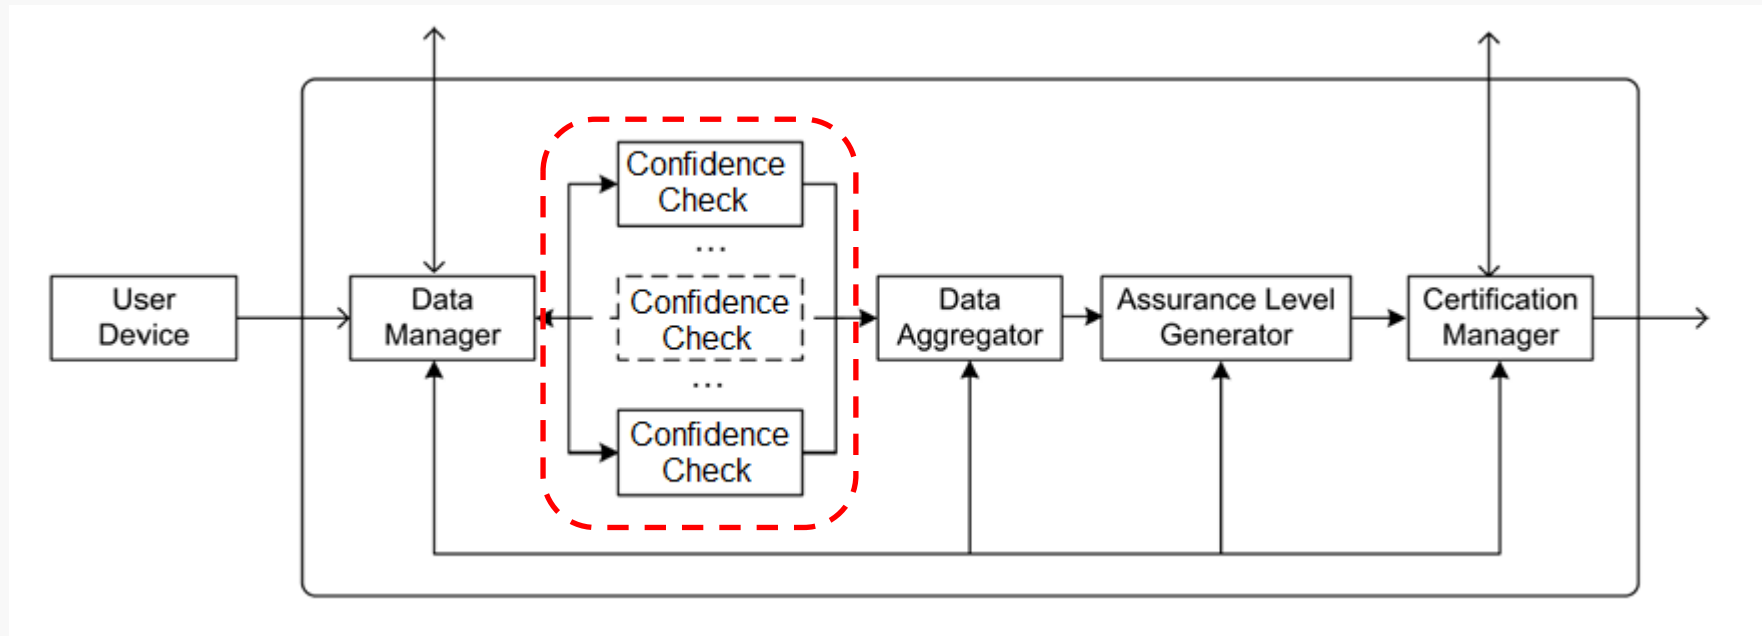 User
Device
Data
Manager
Confidence
Check
...
Confidence
Check
...
Confidence
Check
Data
Aggregator
Assurance Level
Generator
Certification
Manager